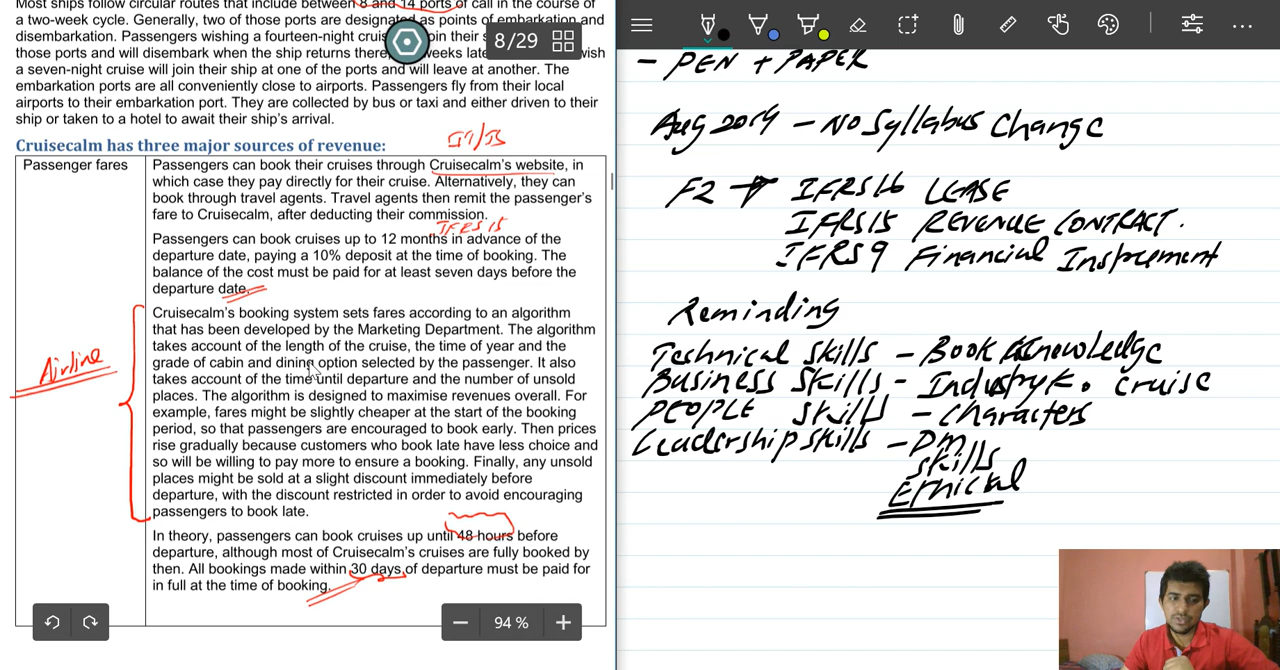 Most ships follow circular routes that include between 8 and 14 ports of call in the course of
a two-week cycle. Generally, two of those ports are designated as points of embarkation and
disembarkation. Passengers wishing a fourteen-night
those ports and will disembark when the ship returns there,
a seven-night cruise will join their ship at one of the ports and will leave at another. The
embarkation ports are all conveniently close to airports. Passengers fly from their local
airports to their embarkation port. They are collected by bus or taxi and either driven to their
ship or taken to a hotel to await their ship's arrival.
8/29
Cruisecalm has three major sources of revenue:
Passenger fares
Passengers can book their cruises through Cruisecalm's website, in
which case they pay directly for their cruise. Alternatively, they can
book through travel agents. Travel agents then remit the passenger's
fare to Cruisecalm, after deducting their commission.
IFRS 15
Passengers can book cruises up to 12 months in advance of the
departure date, paying a 10% deposit at the time of booking. The
balance of the cost must be paid for at least seven days before the
departure date.
Airline
Cruisecalm's booking system sets fares according to an algorithm
that has been developed by the Marketing Department. The algorithm
takes account of the length of the cruise, the time of year and the
grade of cabin and dining option selected by the passenger. It also
takes account of the time until departure and the number of unsold
places. The algorithm is designed to maximise revenues overall. For
example, fares might be slightly cheaper at the start of the booking
period, so that passengers are encouraged to book early. Then prices
rise gradually because customers who book late have less choice and
so will be willing to pay more to ensure a booking. Finally, any unsold
places might be sold at a slight discount immediately before
departure, with the discount restricted in order to avoid encouraging
passengers to book late.
In theory, passengers can book cruises up until 48 hours before
departure, although most of Cruisecalm's cruises are fully booked by
then. All bookings made within 30 days of departure must be paid for
in full at the time of booking.
94 %
- PEN + PAPER
Aug 2019 - No Syllabus Change
F2 → IFRS 16 LEASE
IFRS 15 REVENUE CONTRACT.
IFRS 9 Financial Instrument
Reminding
Technical skills - Book Knowledge
Business skills - Industry K. Cruise
PEOPLE skills - Characters
Leadership skills - DM
skills
Ethical